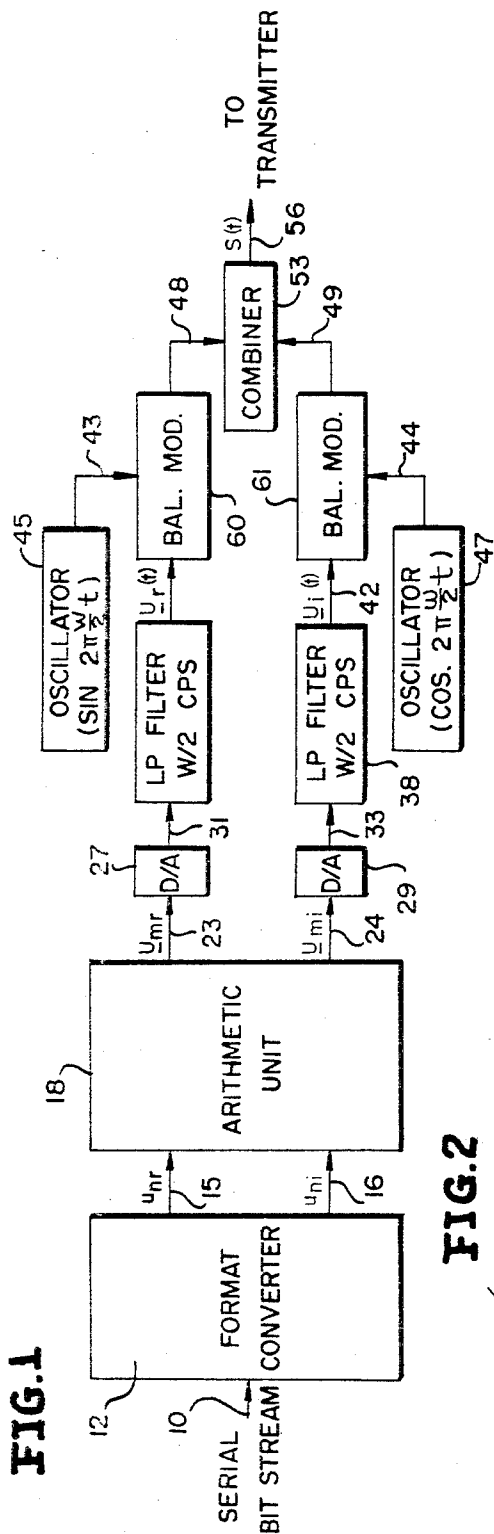 FIG.1
SERIAL
BIT STREAM
10
12
FORMAT
CONVERTER
u_nr
15
u_ni
16
18
ARITHMETIC
UNIT
U_mr
23
U_mi
24
27
D/A
29
D/A
31
33
LP FILTER
W/2 CPS
LP FILTER
W/2 CPS
38
U_r(t)
U_i(t)
42
45
OSCILLATOR
(SIN 2π W/2 t)
43
BAL. MOD.
60
61
BAL. MOD.
44
OSCILLATOR
(COS. 2π W/2 t)
47
48
49
COMBINER
53
S(t)
56
TO
TRANSMITTER
FIG.2